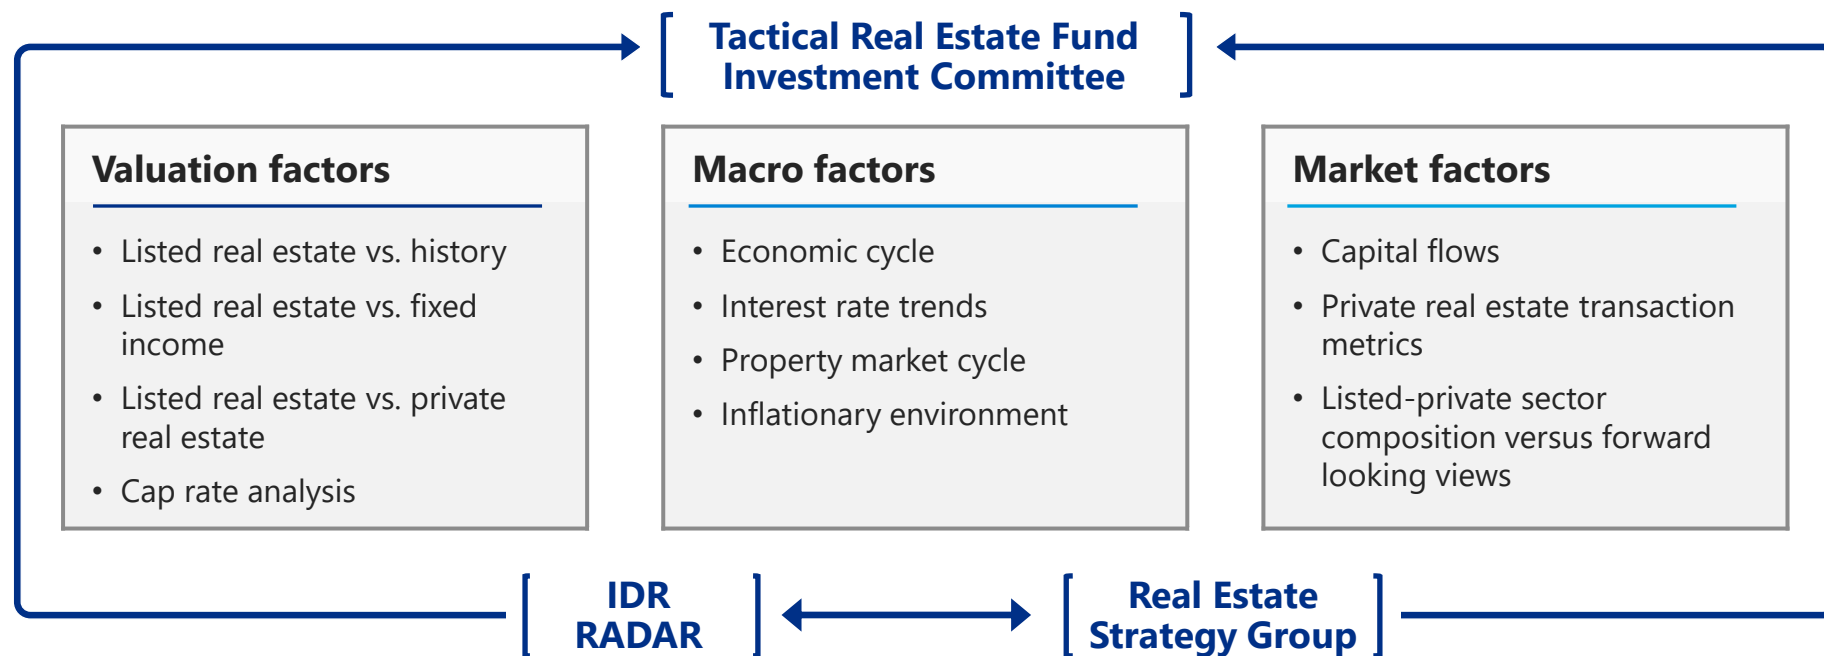 Tactical Real Estate Fund
Investment Committee
Valuation factors
• Listed real estate vs. history
• Listed real estate vs. fixed
income
• Listed real estate vs. private
real estate
• Cap rate analysis
Macro factors
• Economic cycle
• Interest rate trends
• Property market cycle
• Inflationary environment
Market factors
• Capital flows
• Private real estate transaction
metrics
• Listed-private sector
composition versus forward
looking views
IDR
RADAR
Real Estate
Strategy Group